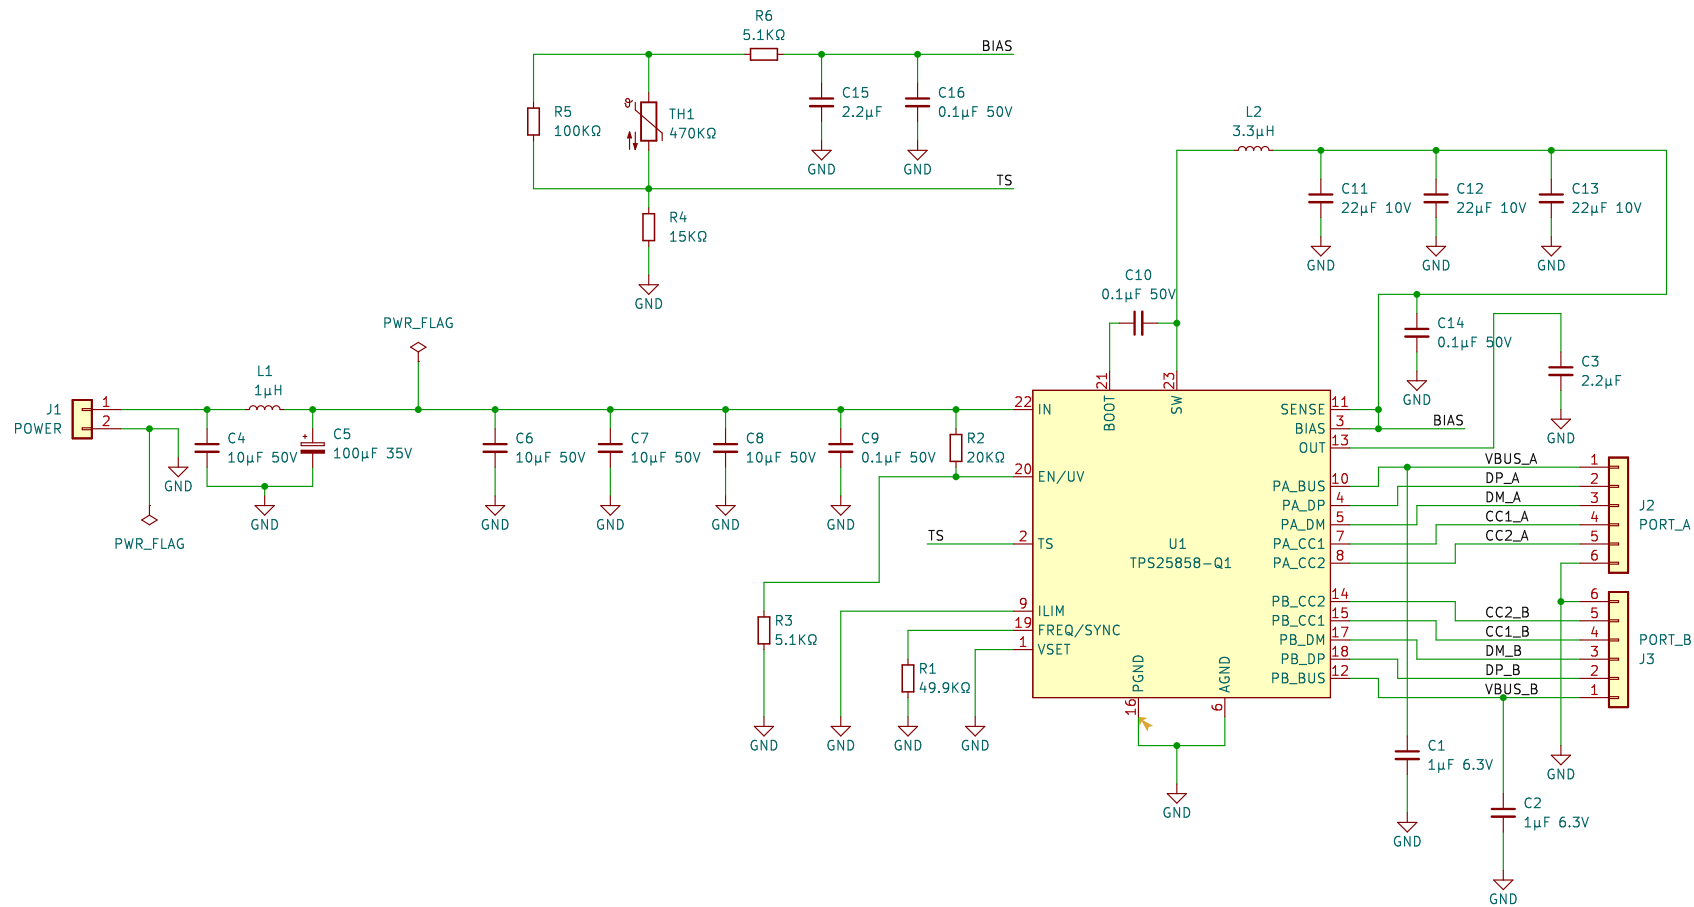 R6
5.1KΩ
BIAS
R5
100KΩ
TH1
470KΩ
C15
2.2µF
C16
0.1µF 50V
GND
GND
TS
R4
15KΩ
GND
L2
3.3µH
C11
22µF 10V
C12
22µF 10V
C13
22µF 10V
GND
GND
GND
C10
0.1µF 50V
C14
0.1µF 50V
GND
C3
2.2µF
GND
PWR_FLAG
L1
1µH
J1
POWER
1
2
C4
10µF 50V
C5
100µF 35V
GND
GND
PWR_FLAG
C6
10µF 50V
GND
C7
10µF 50V
GND
C8
10µF 50V
GND
C9
0.1µF 50V
GND
R2
20KΩ
TS
R3
5.1KΩ
GND
GND
R1
49.9KΩ
GND
GND
U1
TPS25858-Q1
21
BOOT
23
SW
22 IN
20 EN/UV
2 TS
9 ILIM
19 FREQ/SYNC
1 VSET
PGND
16
AGND
6
GND
SENSE 11
BIAS 3
OUT 13
PA_BUS 10
PA_DP 4
PA_DM 5
PA_CC1 7
PA_CC2 8
PB_CC2 14
PB_CC1 15
PB_DM 17
PB_DP 18
PB_BUS 12
BIAS
VBUS_A 1
DP_A 2
DM_A 3
CC1_A 4
CC2_A 5
6
J2
PORT_A
6
CC2_B 5
CC1_B 4
DM_B 3
DP_B 2
VBUS_B 1
PORT_B
J3
GND
C1
1µF 6.3V
GND
C2
1µF 6.3V
GND